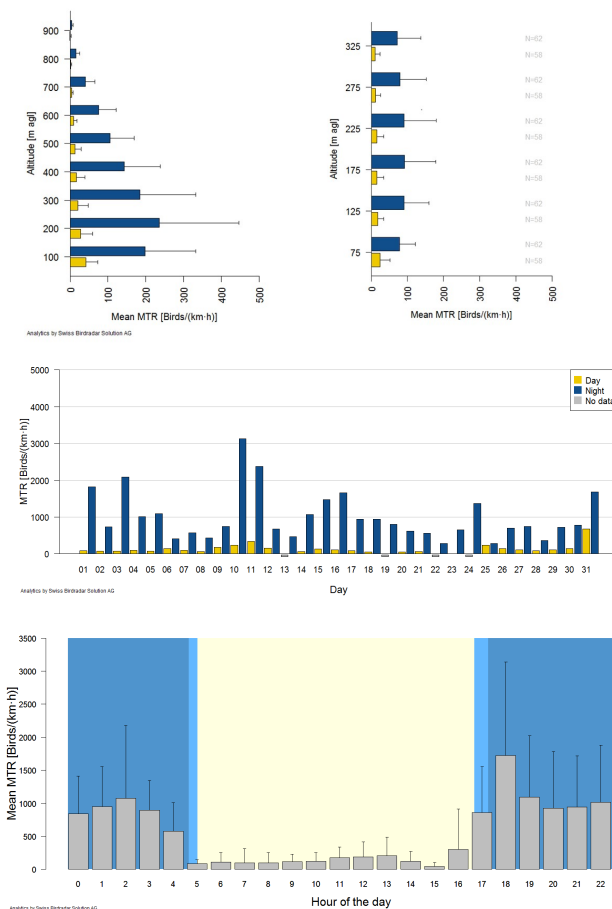 900
800
700
600
500
400
300
200
100
Altitude [m agl]
0 100 200 300 400 500
Mean MTR [Birds/(km·h)]
Analytics by Swiss Birdradar Solution AG
325
275
225
175
125
75
Altitude [m agl]
N=62
N=58
N=62
N=58
N=62
N=58
N=62
N=58
N=62
N=58
N=62
N=58
0 100 200 300 400 500
Mean MTR [Birds/(km·h)]
5000
4000
3000
2000
1000
0
MTR [Birds/(km·h)]
Day
Night
No data
01 02 03 04 05 06 07 08 09 10 11 12 13 14 15 16 17 18 19 20 21 22 23 24 25 26 27 28 29 30 31
Day
Analytics by Swiss Birdradar Solution AG
3500
3000
2500
2000
1500
1000
500
0
Mean MTR [Birds/(km·h)]
0 1 2 3 4 5 6 7 8 9 10 11 12 13 14 15 16 17 18 19 20 21 22
Hour of the day
Analytics by Swiss Birdradar Solution AG